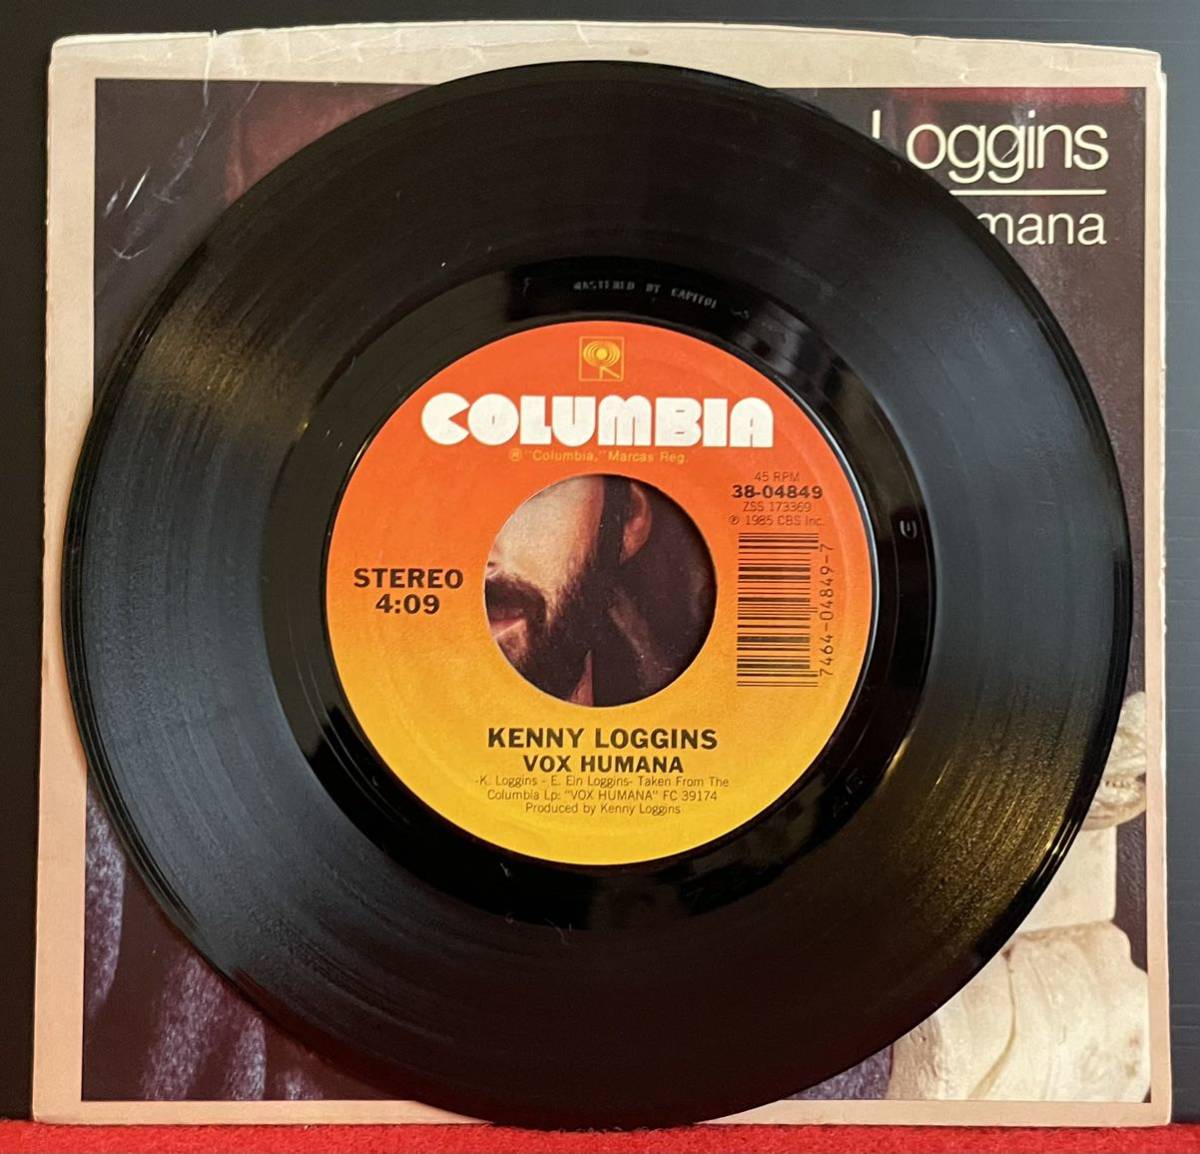 Loggins
mana
MASTERED BY CAPITOL
COLUMBIA
® "Columbia," Marcas Reg.
45 RPM
38-04849
ZSS 173369
℗ 1985 CBS Inc.
7464-04849-7
STEREO
4:09
KENNY LOGGINS
VOX HUMANA
-K. Loggins - E. Ein Loggins- Taken From The
Columbia Lp: "VOX HUMANA" FC 39174
Produced by Kenny Loggins